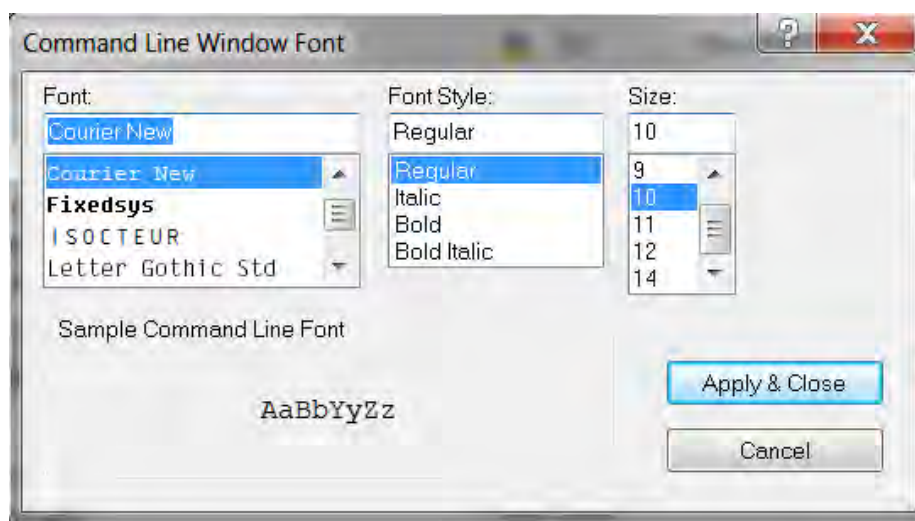 Command Line Window Font
?
X
Font:
Font Style:
Size:
Courier New
Regular
10
Courier New
Fixedsys
ISOCTEUR
Letter Gothic Std
Regular
Italic
Bold
Bold Italic
9
10
11
12
14
Sample Command Line Font
AaBbYyZz
Apply & Close
Cancel